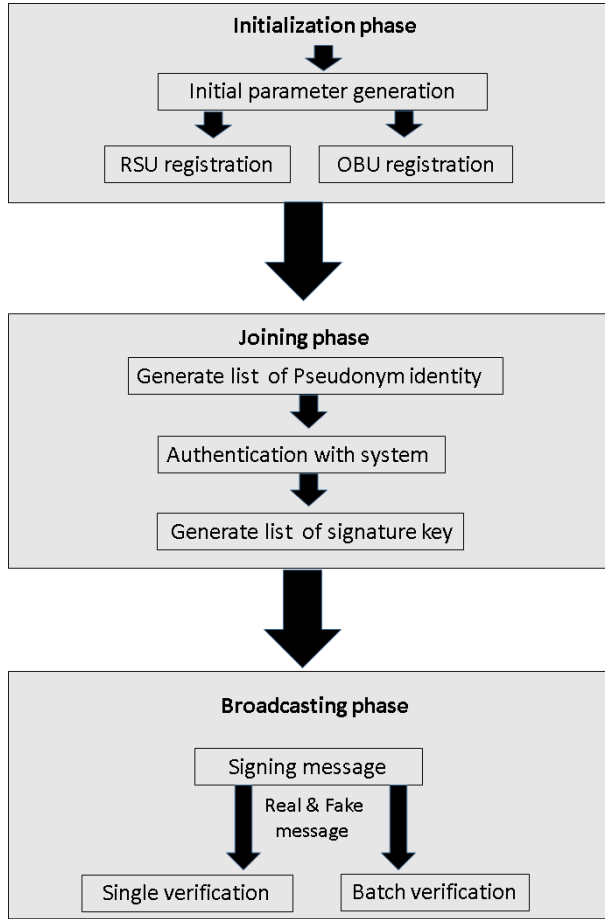 Initialization phase
Initial parameter generation
RSU registration
OBU registration
Joining phase
Generate list of Pseudonym identity
Authentication with system
Generate list of signature key
Broadcasting phase
Signing message
Real & Fake
message
Single verification
Batch verification